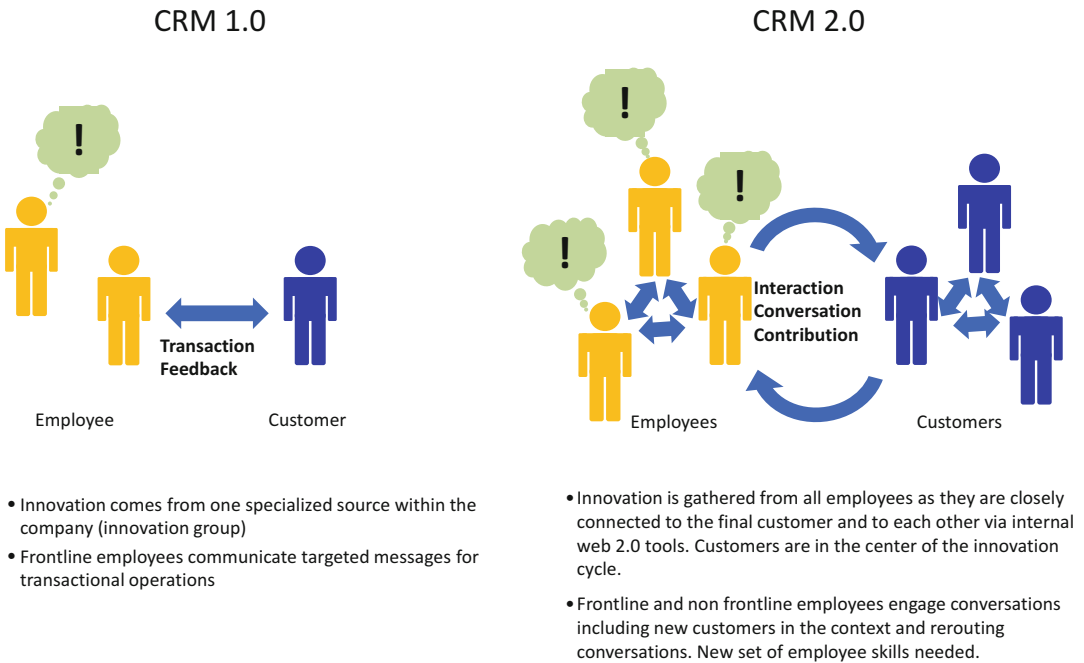 CRM 1.0
!
Transaction
Feedback
Employee
Customer
• Innovation comes from one specialized source within the
company (innovation group)
• Frontline employees communicate targeted messages for
transactional operations
CRM 2.0
!
!
!
Interaction
Conversation
Contribution
Employees
Customers
• Innovation is gathered from all employees as they are closely
connected to the final customer and to each other via internal
web 2.0 tools. Customers are in the center of the innovation
cycle.
• Frontline and non frontline employees engage conversations
including new customers in the context and rerouting
conversations. New set of employee skills needed.